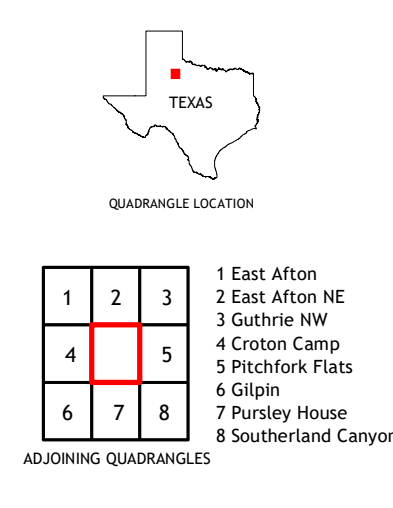 TEXAS
QUADRANGLE LOCATION
1 2 3
4 5
6 7 8
1 East Afton
2 East Afton NE
3 Guthrie NW
4 Croton Camp
5 Pitchfork Flats
6 Gilpin
7 Pursley House
8 Southerland Canyon
ADJOINING QUADRANGLES